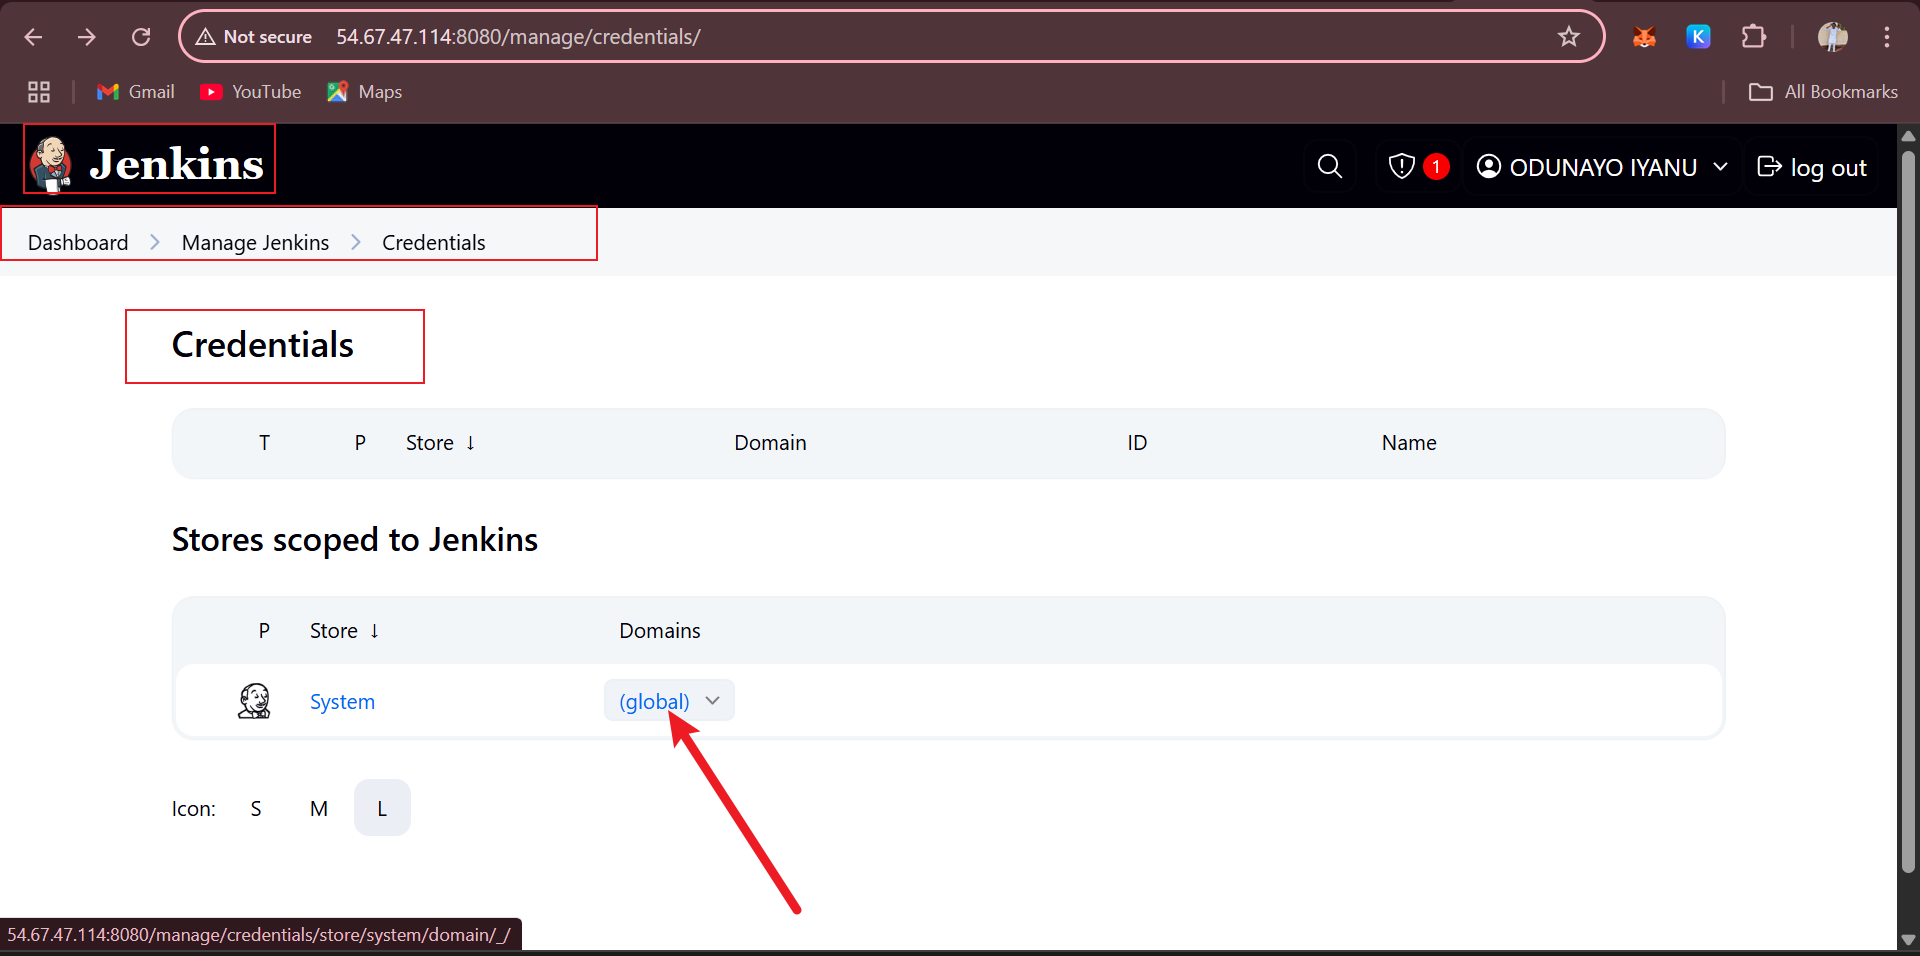 Not secure 54.67.47.114:8080/manage/credentials/
Gmail YouTube Maps All Bookmarks
Jenkins 1 ODUNAYO IYANU log out
Dashboard Manage Jenkins Credentials
Credentials
T P Store ↓ Domain ID Name
Stores scoped to Jenkins
P Store ↓ Domains
System (global)
Icon: S M L
54.67.47.114:8080/manage/credentials/store/system/domain/_/